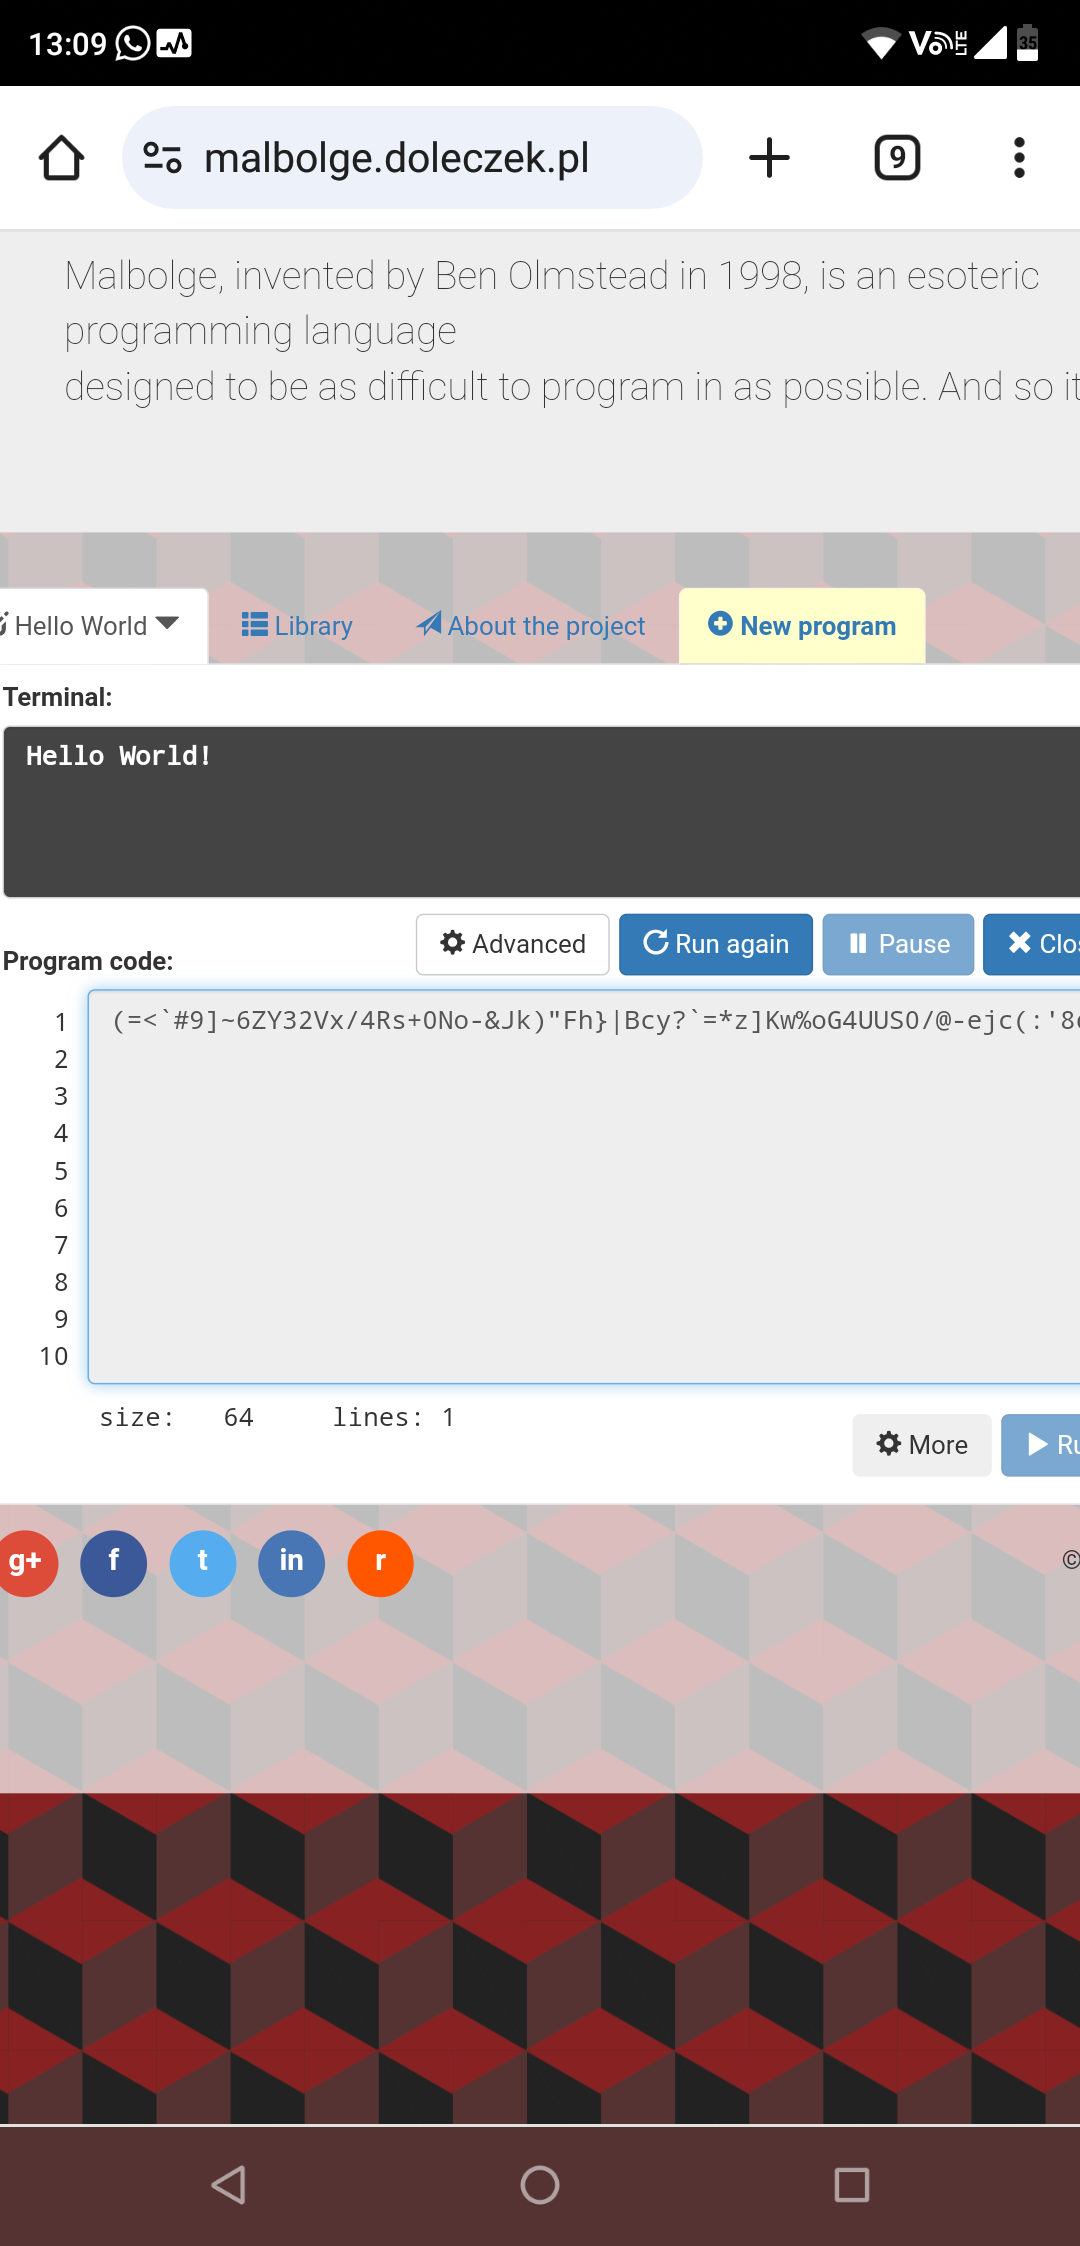 13:09 VoLTE 35
malbolge.doleczek.pl 9
Malbolge, invented by Ben Olmstead in 1998, is an esoteric
programming language
designed to be as difficult to program in as possible. And so it
Hello World Library About the project New program
Terminal:
Hello World!
Advanced Run again Pause Clo
Program code:
1 (=<`#9]~6ZY32Vx/4Rs+0No-&Jk)"Fh}|Bcy?`=*z]Kw%oG4UUS0/@-ejc(:'8
2
3
4
5
6
7
8
9
10
size: 64 lines: 1
More Ru
g+ f t in r ©